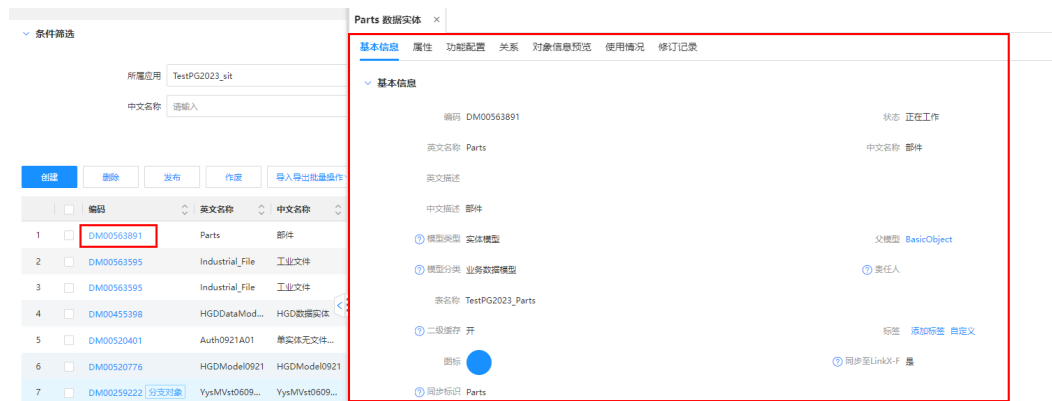 条件筛选
所属应用 TestPG2023_sit
中文名称 请输入
创建 删除 发布 作废 导入导出批量操作
编码 英文名称 中文名称
1 DM00563891 Parts 部件
2 DM00563595 Industrial_File 工业文件
3 DM00563595 Industrial_File 工业文件
4 DM00455398 HGDDataMod... HGD数据实体
5 DM00520401 Auth0921A01 单实体无文件...
6 DM00520776 HGDModel0921 HGDModel0921
7 DM00259222 分支对象 YysMVst0609... YysMVst0609...
Parts 数据实体 ×
基本信息 属性 功能配置 关系 对象信息预览 使用情况 修订记录
基本信息
编码 DM00563891 状态 正在工作
英文名称 Parts 中文名称 部件
英文描述
中文描述 部件
模型类型 实体模型 父模型 BasicObject
模型分类 业务数据模型 责任人
表名称 TestPG2023_Parts
二级缓存 开 标签 添加标签 自定义
图标 同步至LinkX-F 是
同步标识 Parts